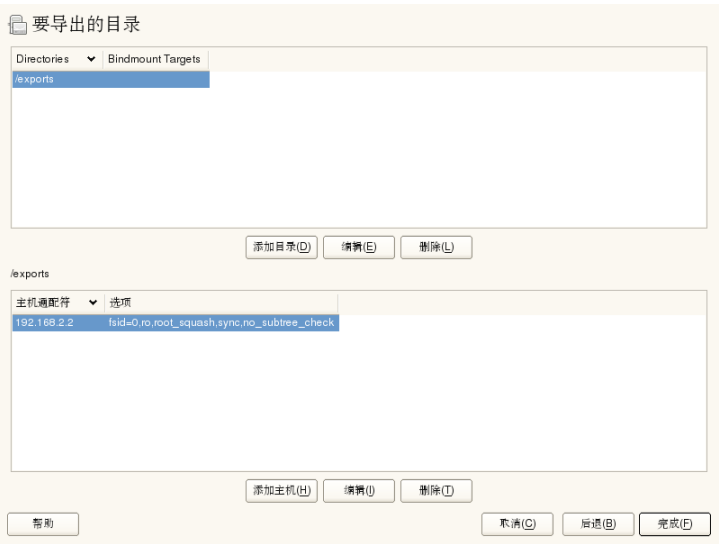 要导出的目录
Directories Bindmount Targets
/exports
添加目录(D) 编辑(E) 删除(L)
/exports
主机通配符 选项
192.168.2.2 fsid=0,ro,root_squash,sync,no_subtree_check
添加主机(H) 编辑(I) 删除(T)
帮助 取消(C) 后退(B) 完成(F)